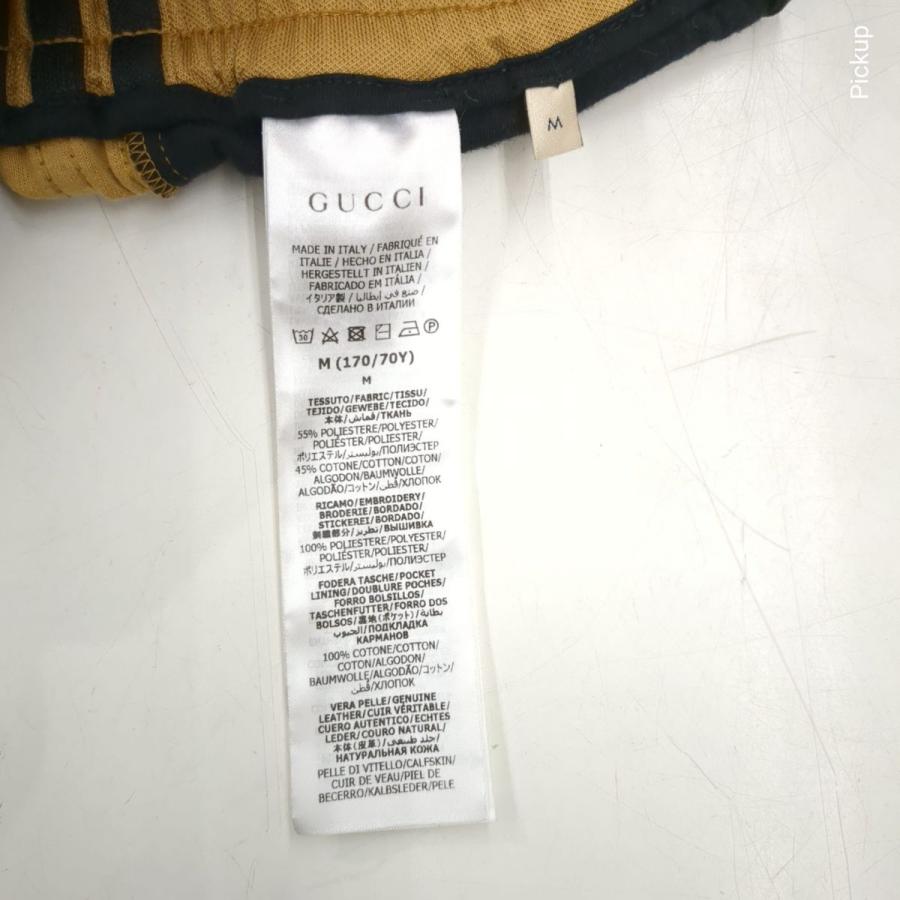 Pickup
M
GUCCI
MADE IN ITALY / FABRIQUÉ EN
ITALIE / HECHO EN ITALIA /
HERGESTELLT IN ITALIEN /
FABRICADO EM ITÁLIA /
イタリア製 / صنع في أيطاليا /
СДЕЛАНО В ИТАЛИИ
30 P
M (170/70Y)
M
TESSUTO/FABRIC/TISSU/
TEJIDO/GEWEBE/TECIDO/
本体/قماش/ТКАНЬ
55% POLIESTERE/POLYESTER/
POLIÉSTER/POLIESTER/
ポリエステル/بوليستر/ПОЛИЭСТЕР
45% COTONE/COTTON/COTON/
ALGODON/BAUMWOLLE/
ALGODÃO/コットン/قطن/ХЛОПОК
RICAMO/EMBROIDERY/
BRODERIE/BORDADO/
STICKEREI/BORDADO/
刺繍部分/تطريز/ВЫШИВКА
100% POLIESTERE/POLYESTER/
POLIÉSTER/POLIESTER/
ポリエステル/بوليستر/ПОЛИЭСТЕР
FODERA TASCHE/POCKET
LINING/DOUBLURE POCHES/
FORRO BOLSILLOS/
TASCHENFUTTER/FORRO DOS
BOLSOS/裏地(ポケット)/بطانة
الجيوب/ПОДКЛАДКА
КАРМАНОВ
100% COTONE/COTTON/
COTON/ALGODON/
BAUMWOLLE/ALGODÃO/コットン/
قطن/ХЛОПОК
VERA PELLE/GENUINE
LEATHER/CUIR VÉRITABLE/
CUERO AUTENTICO/ECHTES
LEDER/COURO NATURAL/
本体(皮革)/جلد طبيعي/
НАТУРАЛЬНАЯ КОЖА
PELLE DI VITELLO/CALFSKIN/
CUIR DE VEAU/PIEL DE
BECERRO/KALBSLEDER/PELE